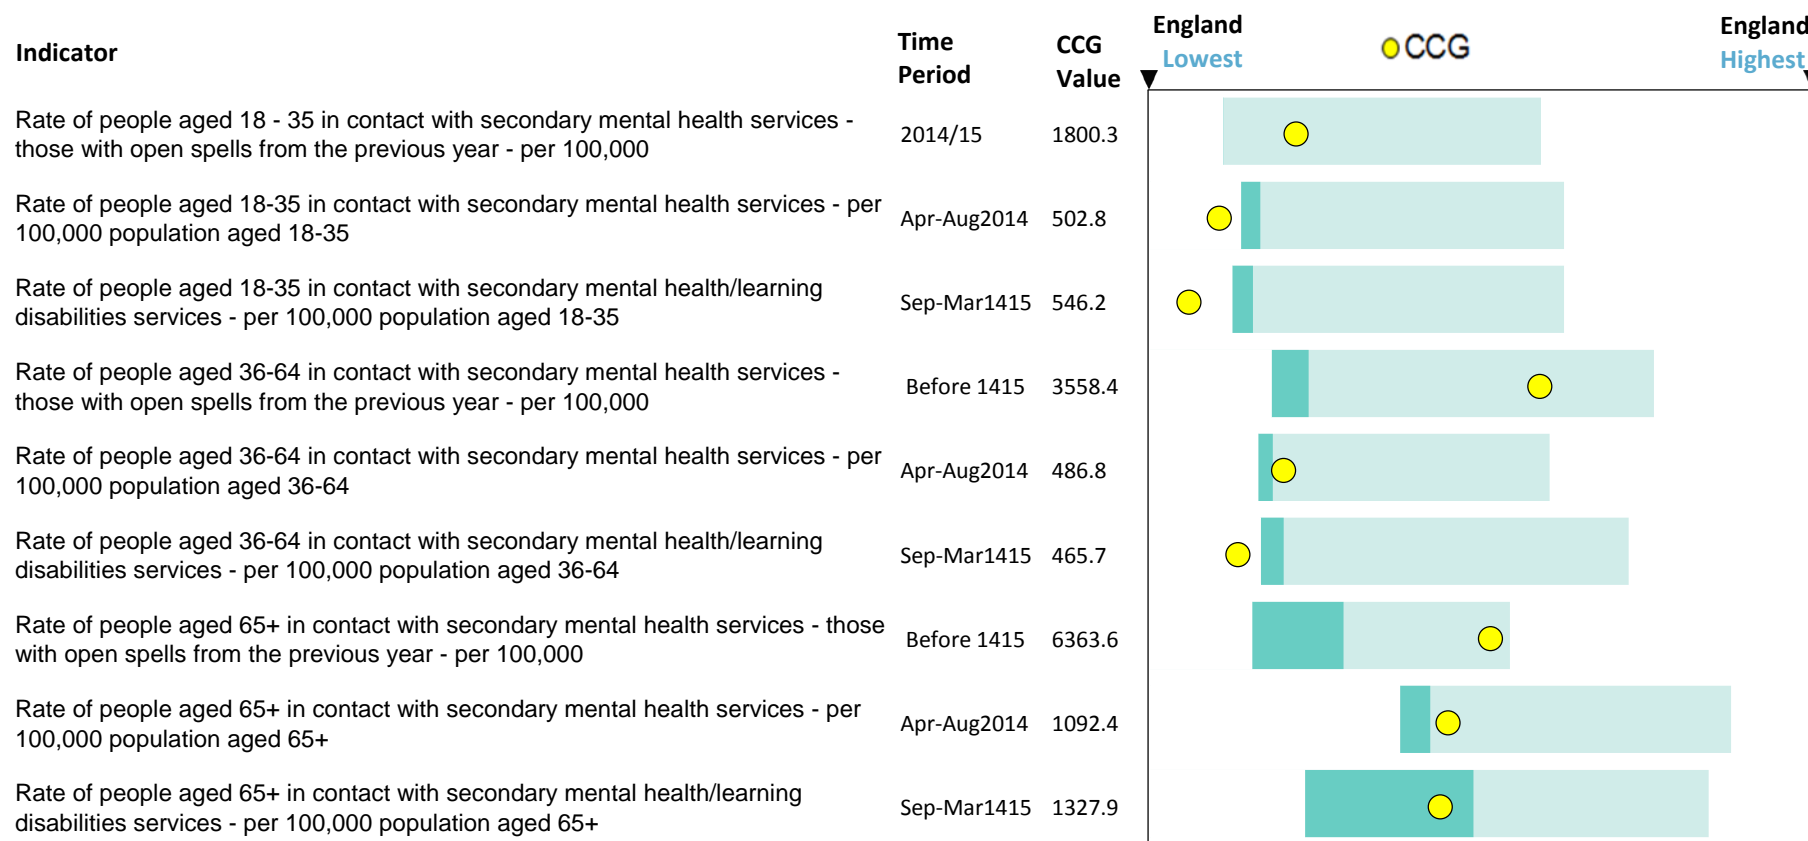 Indicator
Time
Period
CCG
Value
England
Lowest
CCG
England
Highest
Rate of people aged 18 - 35 in contact with secondary mental health services -
those with open spells from the previous year - per 100,000
2014/15
1800.3
Rate of people aged 18-35 in contact with secondary mental health services - per
100,000 population aged 18-35
Apr-Aug2014
502.8
Rate of people aged 18-35 in contact with secondary mental health/learning
disabilities services - per 100,000 population aged 18-35
Sep-Mar1415
546.2
Rate of people aged 36-64 in contact with secondary mental health services -
those with open spells from the previous year - per 100,000
Before 1415
3558.4
Rate of people aged 36-64 in contact with secondary mental health services - per
100,000 population aged 36-64
Apr-Aug2014
486.8
Rate of people aged 36-64 in contact with secondary mental health/learning
disabilities services - per 100,000 population aged 36-64
Sep-Mar1415
465.7
Rate of people aged 65+ in contact with secondary mental health services - those
with open spells from the previous year - per 100,000
Before 1415
6363.6
Rate of people aged 65+ in contact with secondary mental health services - per
100,000 population aged 65+
Apr-Aug2014
1092.4
Rate of people aged 65+ in contact with secondary mental health/learning
disabilities services - per 100,000 population aged 65+
Sep-Mar1415
1327.9